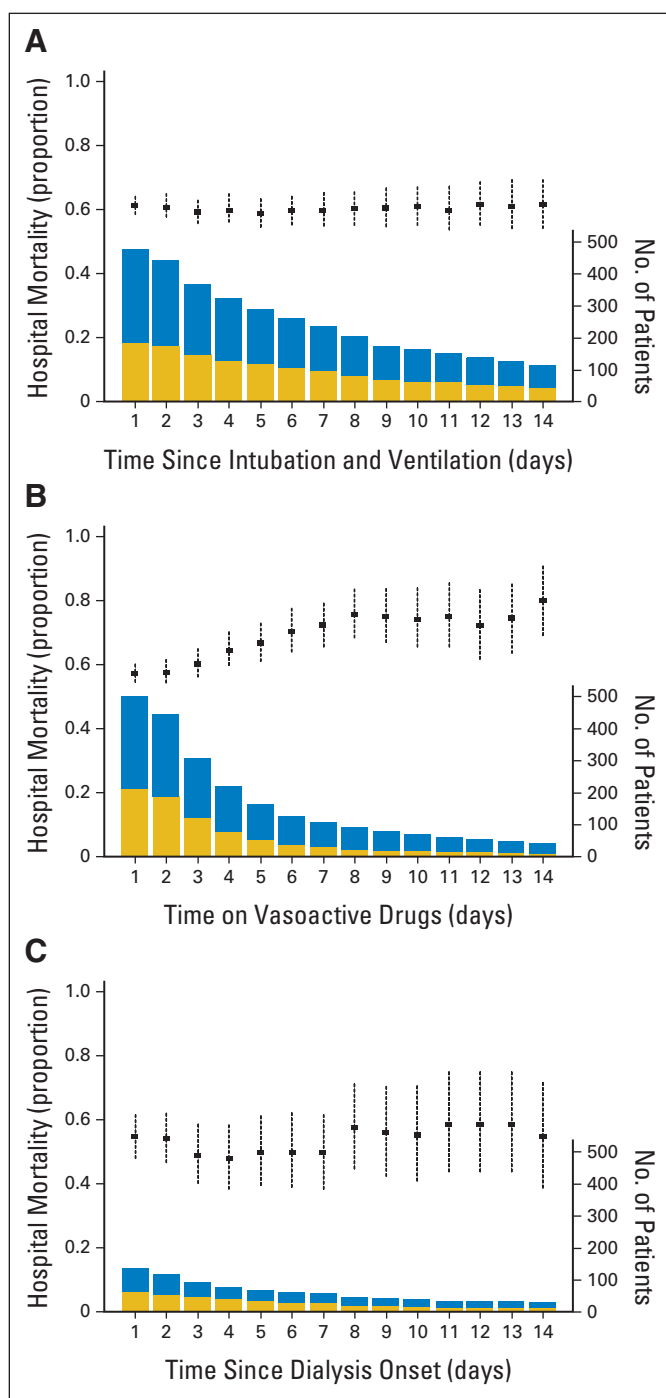 A
Hospital Mortality (proportion)
1.0
0.8
0.6
0.4
0.2
0
No. of Patients
500
400
300
200
100
0
1 2 3 4 5 6 7 8 9 10 11 12 13 14
Time Since Intubation and Ventilation (days)
B
Hospital Mortality (proportion)
1.0
0.8
0.6
0.4
0.2
0
No. of Patients
500
400
300
200
100
0
1 2 3 4 5 6 7 8 9 10 11 12 13 14
Time on Vasoactive Drugs (days)
C
Hospital Mortality (proportion)
1.0
0.8
0.6
0.4
0.2
0
No. of Patients
500
400
300
200
100
0
1 2 3 4 5 6 7 8 9 10 11 12 13 14
Time Since Dialysis Onset (days)